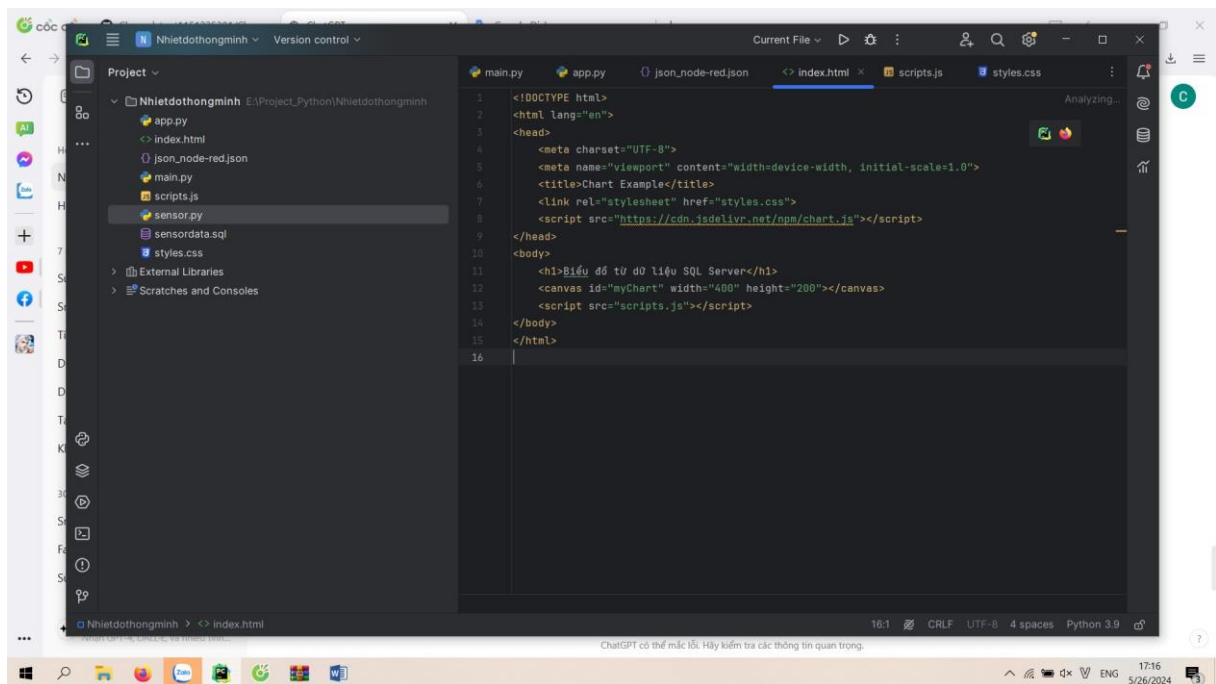 cốc c
Nhietdothongminh
Version control
Current File
Project
main.py
app.py
json_node-red.json
index.html
scripts.js
styles.css
Nhietdothongminh E:\Project_Python\Nhietdothongminh
app.py
index.html
json_node-red.json
main.py
scripts.js
sensor.py
sensordata.sql
styles.css
External Libraries
Scratches and Consoles
Analyzing...
1 <!DOCTYPE html>
2 <html lang="en">
3 <head>
4 <meta charset="UTF-8">
5 <meta name="viewport" content="width=device-width, initial-scale=1.0">
6 <title>Chart Example</title>
7 <link rel="stylesheet" href="styles.css">
8 <script src="https://cdn.jsdelivr.net/npm/chart.js"></script>
9 </head>
10 <body>
11 <h1>Biểu đồ từ dữ liệu SQL Server</h1>
12 <canvas id="myChart" width="400" height="200"></canvas>
13 <script src="scripts.js"></script>
14 </body>
15 </html>
16
Nhietdothongminh > index.html
16:1 CRLF UTF-8 4 spaces Python 3.9
ChatGPT có thể mắc lỗi. Hãy kiểm tra các thông tin quan trọng.
Zalo
ENG
17:16
5/26/2024